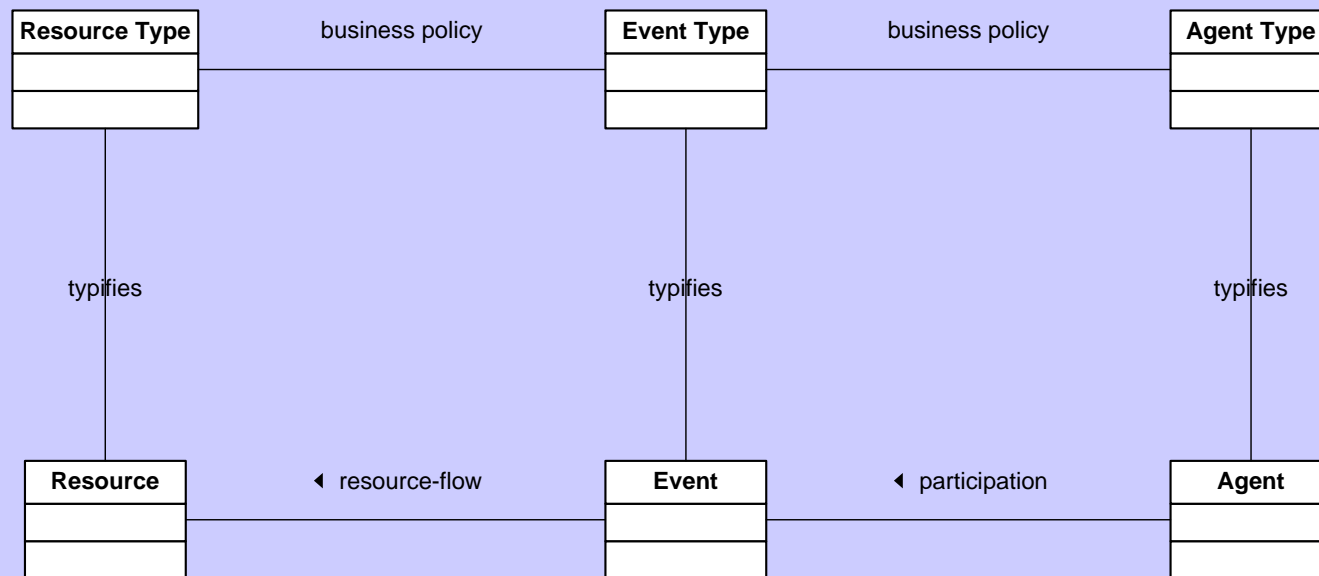 Resource Type business policy Event Type business policy Agent Type
typifies typifies typifies
Resource ◄ resource-flow Event ◄ participation Agent